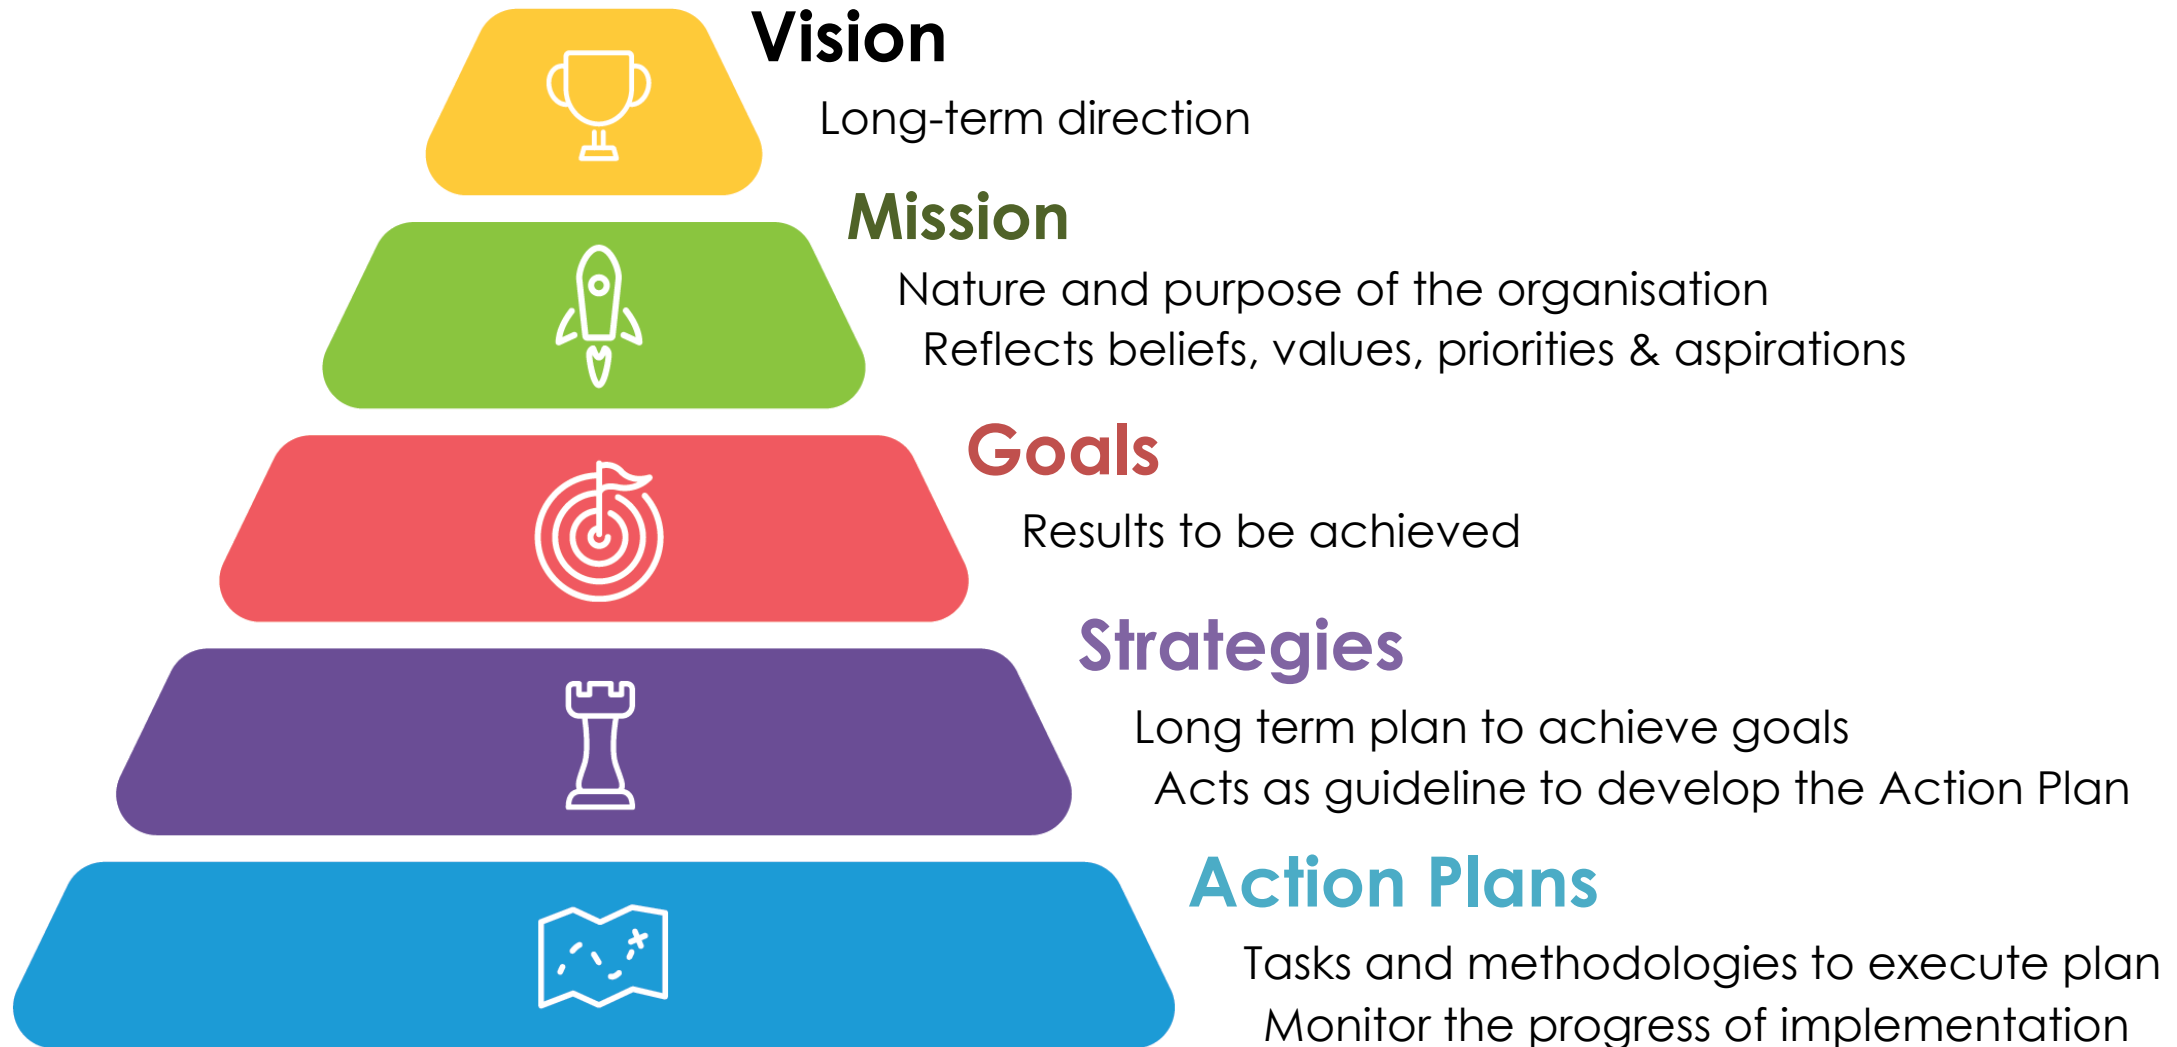 Vision
Long-term direction
Mission
Nature and purpose of the organisation
Reflects beliefs, values, priorities & aspirations
Goals
Results to be achieved
Strategies
Long term plan to achieve goals
Acts as guideline to develop the Action Plan
Action Plans
Tasks and methodologies to execute plan
Monitor the progress of implementation